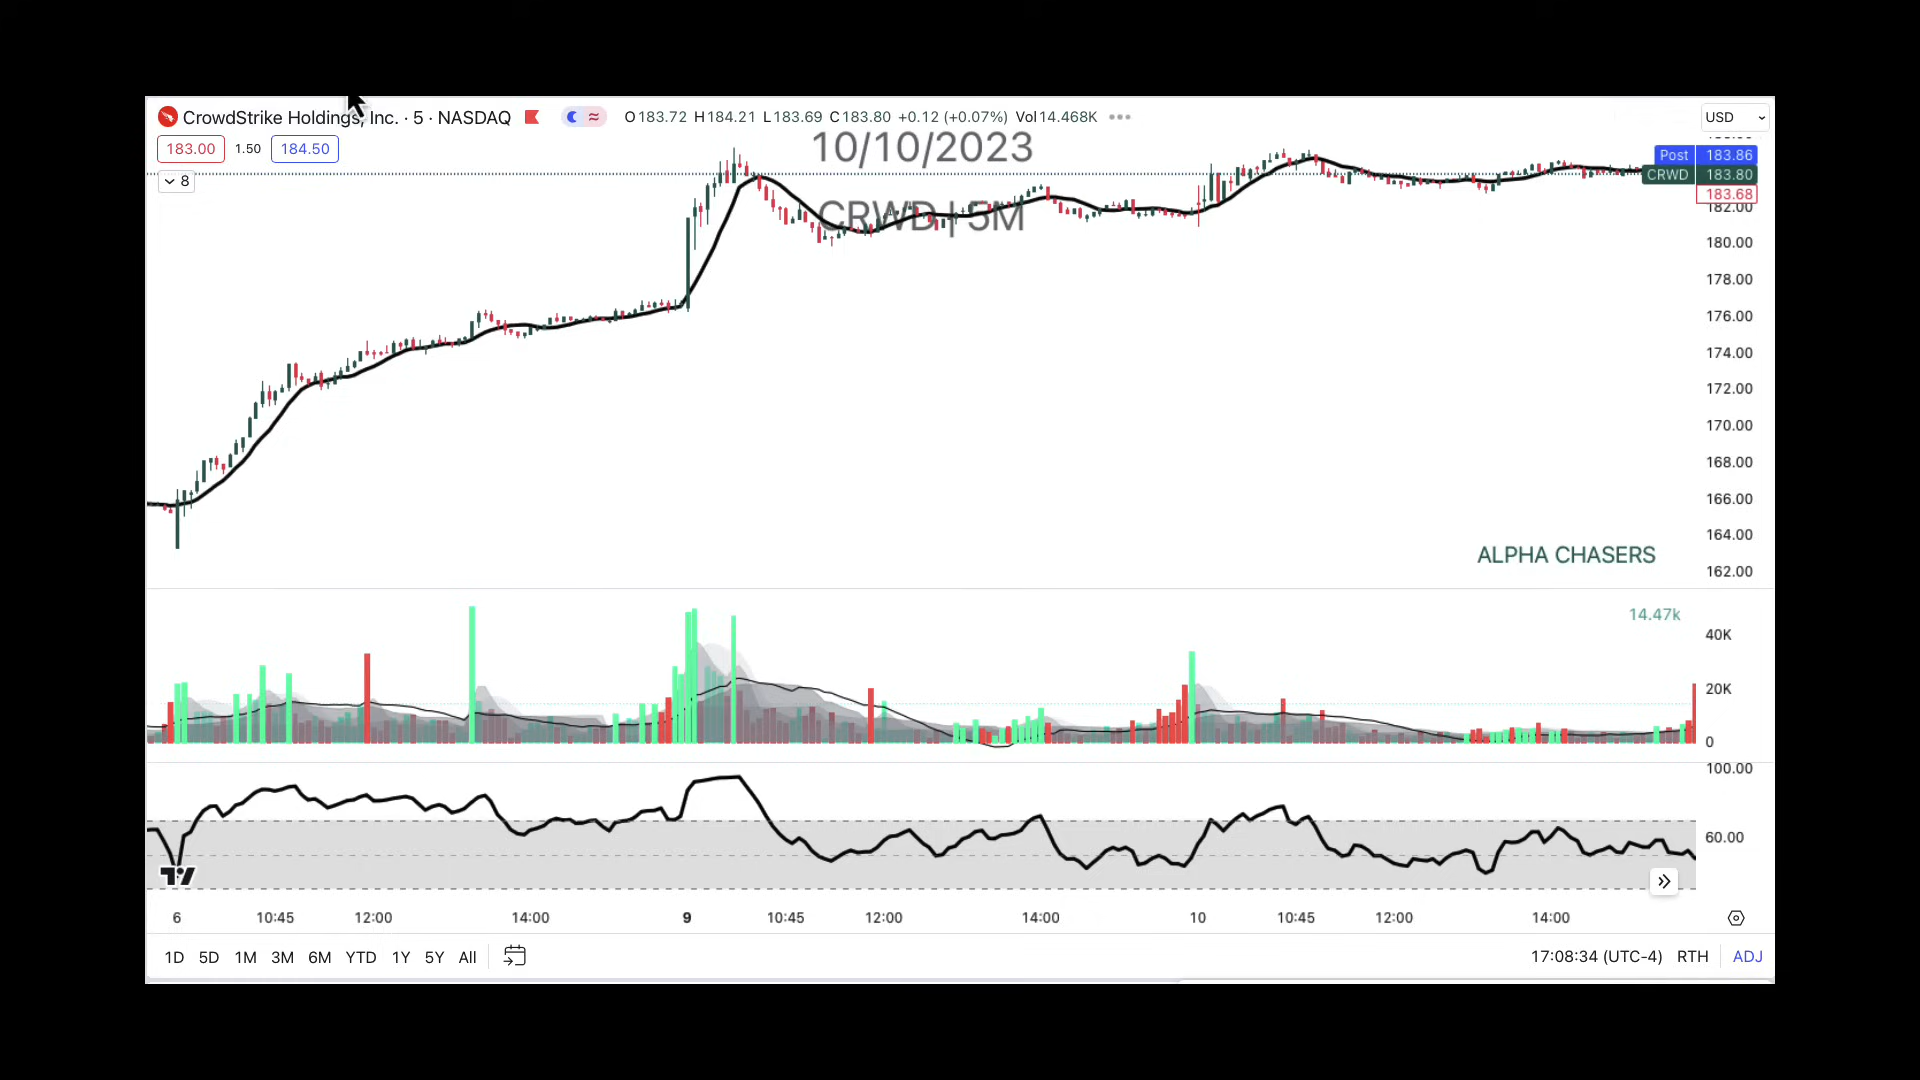 CrowdStrike Holdings, Inc. · 5 · NASDAQ O183.72 H184.21 L183.69 C183.80 +0.12 (+0.07%) Vol14.468K USD
10/10/2023
183.00 1.50 184.50
Post 183.86
CRWD 183.80
8
183.68
182.00
CRWD | 5M
180.00
178.00
176.00
174.00
172.00
170.00
168.00
166.00
164.00
ALPHA CHASERS
162.00
14.47k
40K
20K
0
100.00
60.00
6 10:45 12:00 14:00 9 10:45 12:00 14:00 10 10:45 12:00 14:00
1D 5D 1M 3M 6M YTD 1Y 5Y All 17:08:34 (UTC-4) RTH ADJ